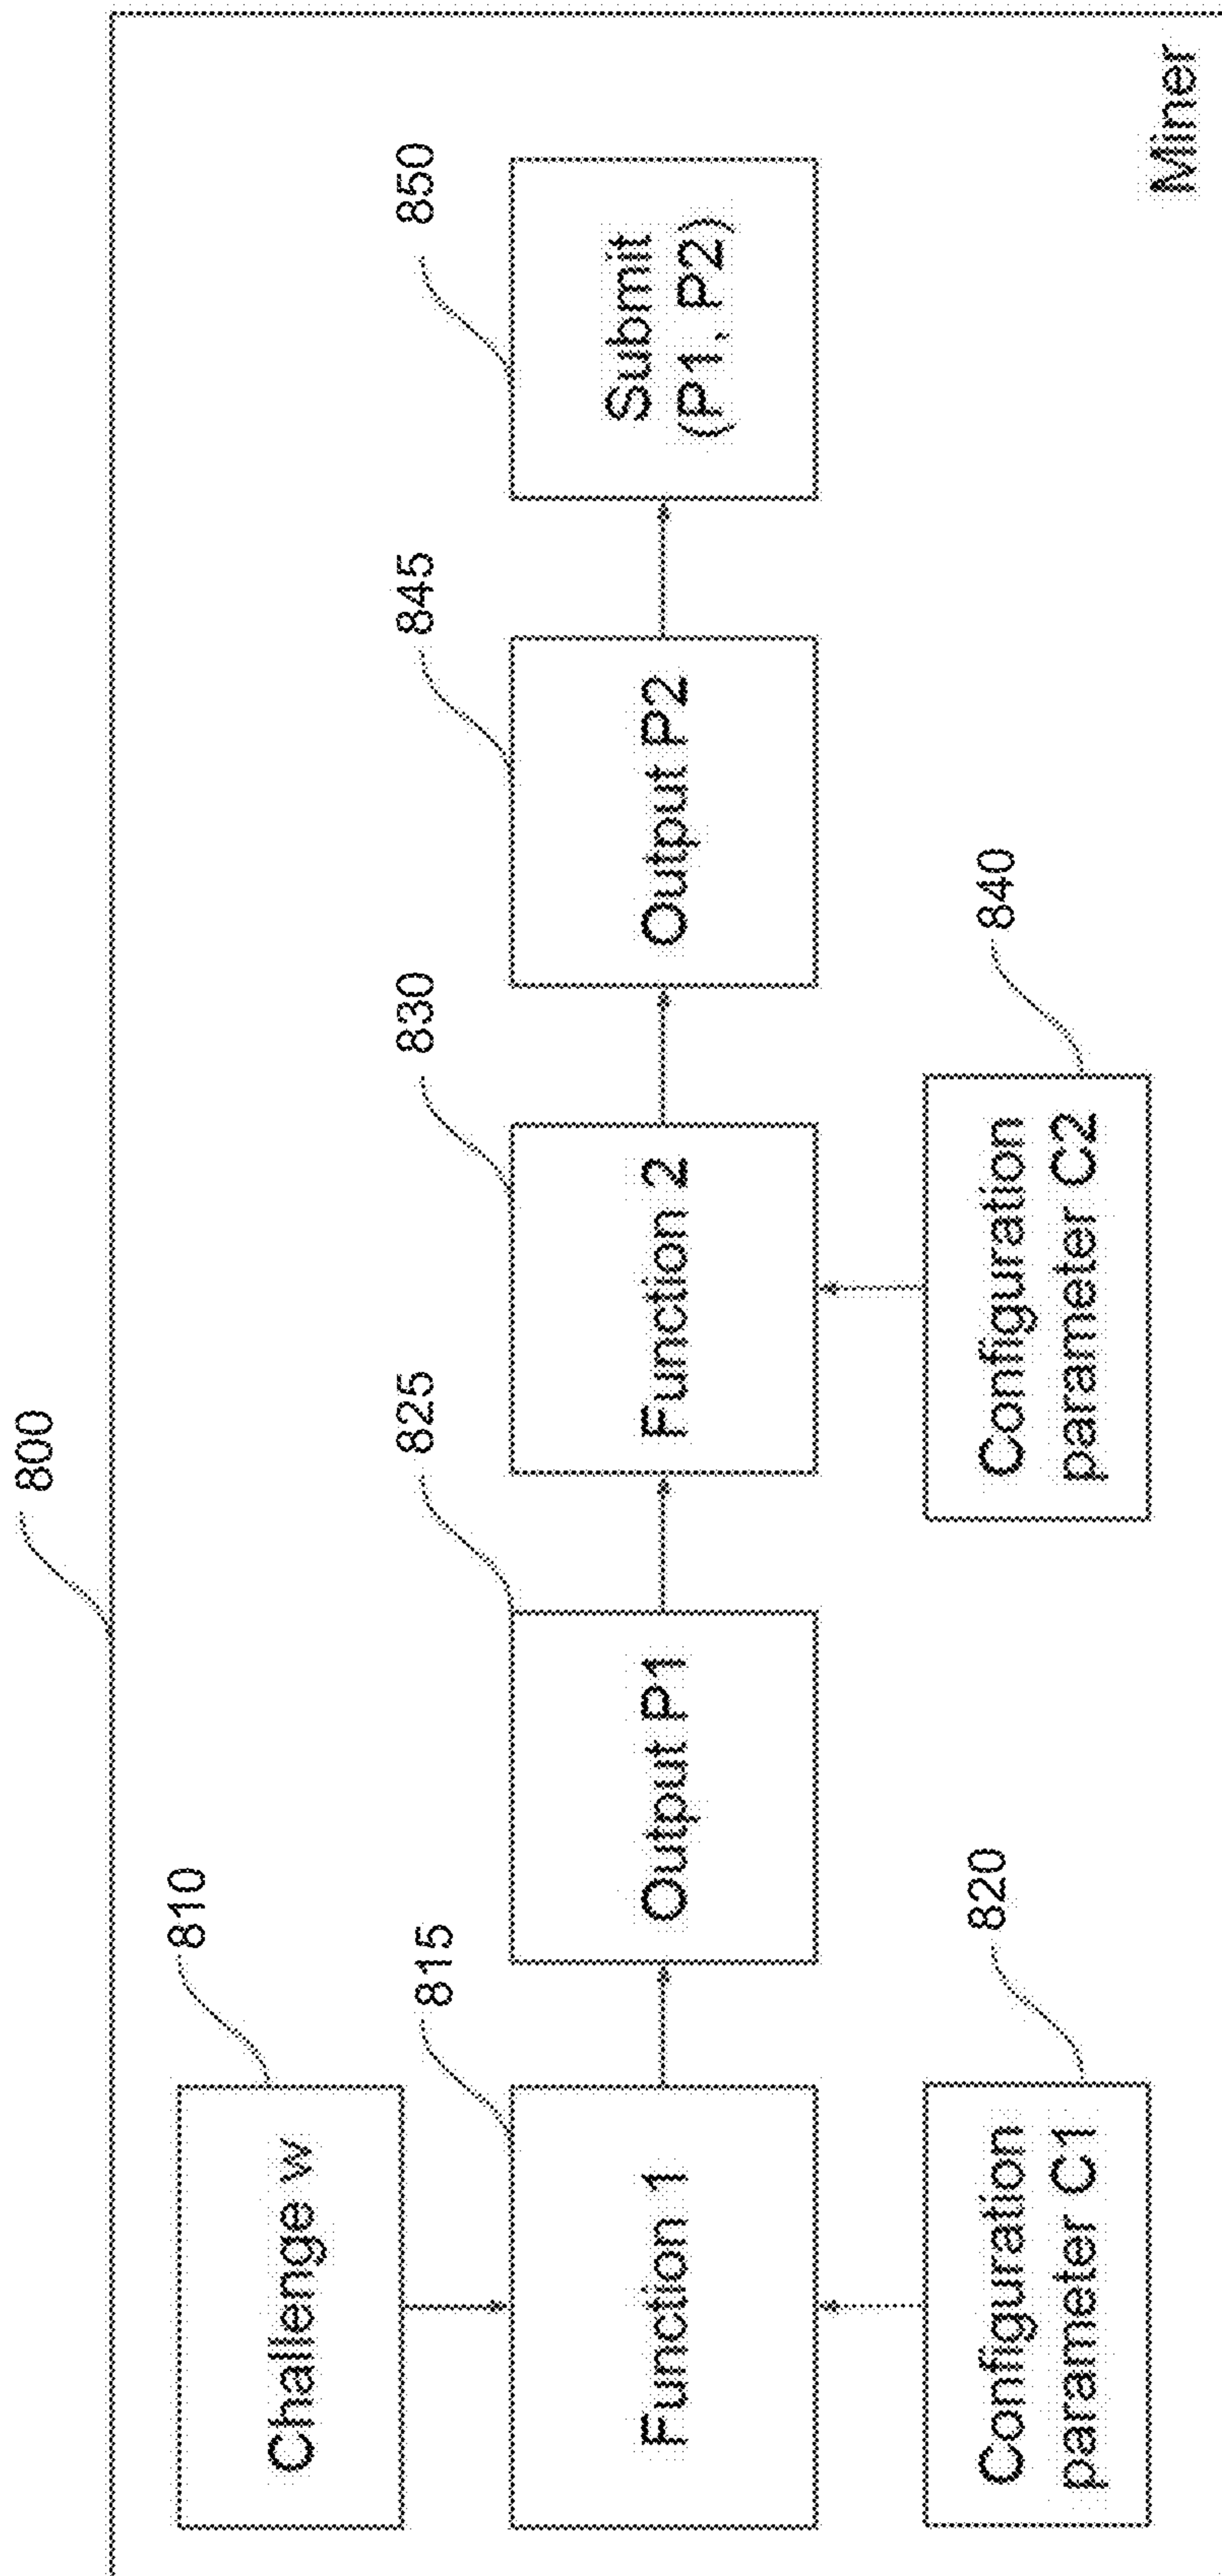 800
810
Challenge w
815
Function 1
820
Configuration
parameter C1
825
Output P1
830
Function 2
840
Configuration
parameter C2
845
Output P2
850
Submit
(P1, P2)
Miner